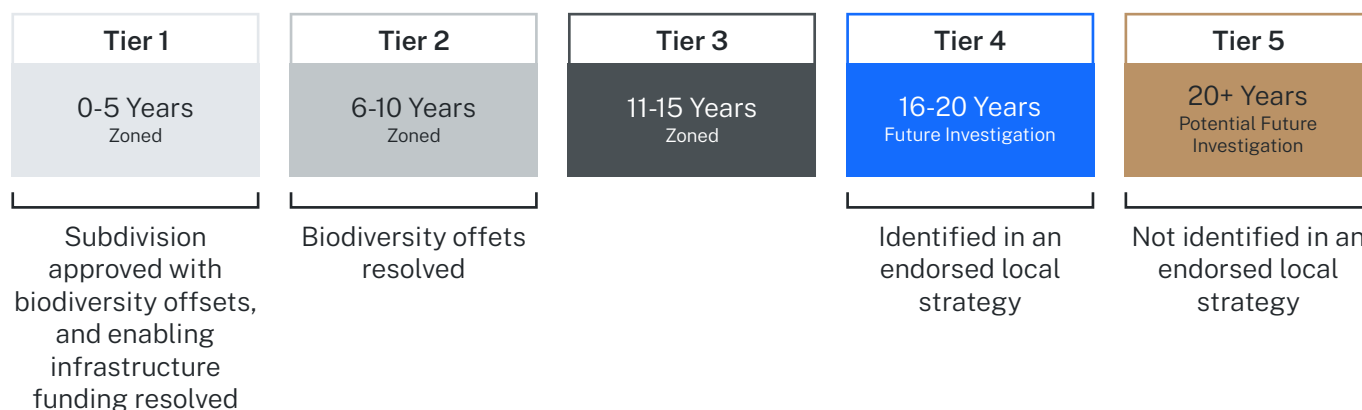 Tier 1
0-5 Years
Zoned
Subdivision
approved with
biodiversity offsets,
and enabling
infrastructure
funding resolved
Tier 2
6-10 Years
Zoned
Biodiversity offets
resolved
Tier 3
11-15 Years
Zoned
Tier 4
16-20 Years
Future Investigation
Identified in an
endorsed local
strategy
Tier 5
20+ Years
Potential Future
Investigation
Not identified in an
endorsed local
strategy